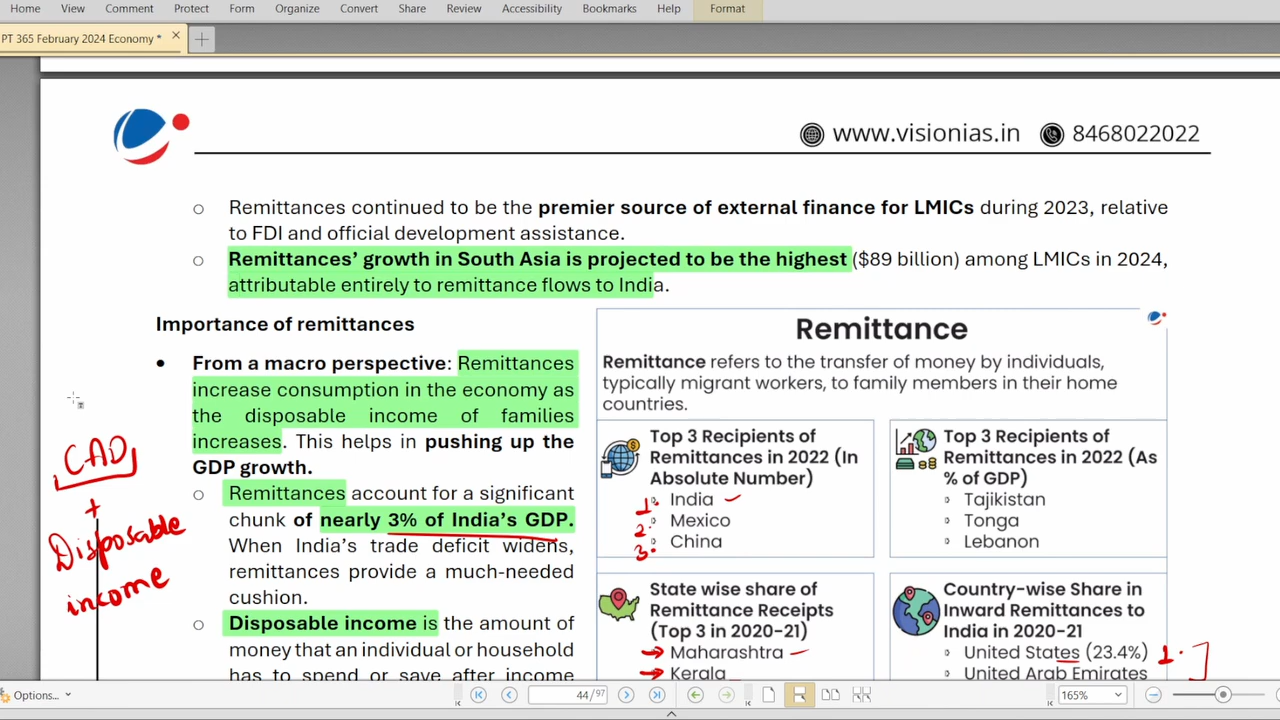 Home View Comment Protect Form Organize Convert Share Review Accessibility Bookmarks Help Format
PT 365 February 2024 Economy *
www.visionias.in 8468022022
Remittances continued to be the premier source of external finance for LMICs during 2023, relative
to FDI and official development assistance.
Remittances’ growth in South Asia is projected to be the highest ($89 billion) among LMICs in 2024,
attributable entirely to remittance flows to India.
Importance of remittances
From a macro perspective: Remittances
increase consumption in the economy as
the disposable income of families
increases. This helps in pushing up the
GDP growth.
Remittances account for a significant
chunk of nearly 3% of India’s GDP.
When India’s trade deficit widens,
remittances provide a much-needed
cushion.
Disposable income is the amount of
money that an individual or household
has to spend or save after income
CAD
+
Disposable
income
Remittance
Remittance refers to the transfer of money by individuals,
typically migrant workers, to family members in their home
countries.
Top 3 Recipients of
Remittances in 2022 (In
Absolute Number)
1. India
2. Mexico
3. China
Top 3 Recipients of
Remittances in 2022 (As
% of GDP)
Tajikistan
Tonga
Lebanon
State wise share of
Remittance Receipts
(Top 3 in 2020-21)
Maharashtra
Kerala
Country-wise Share in
Inward Remittances to
India in 2020-21
United States (23.4%) 1.
United Arab Emirates
Options... 44 / 97 165%